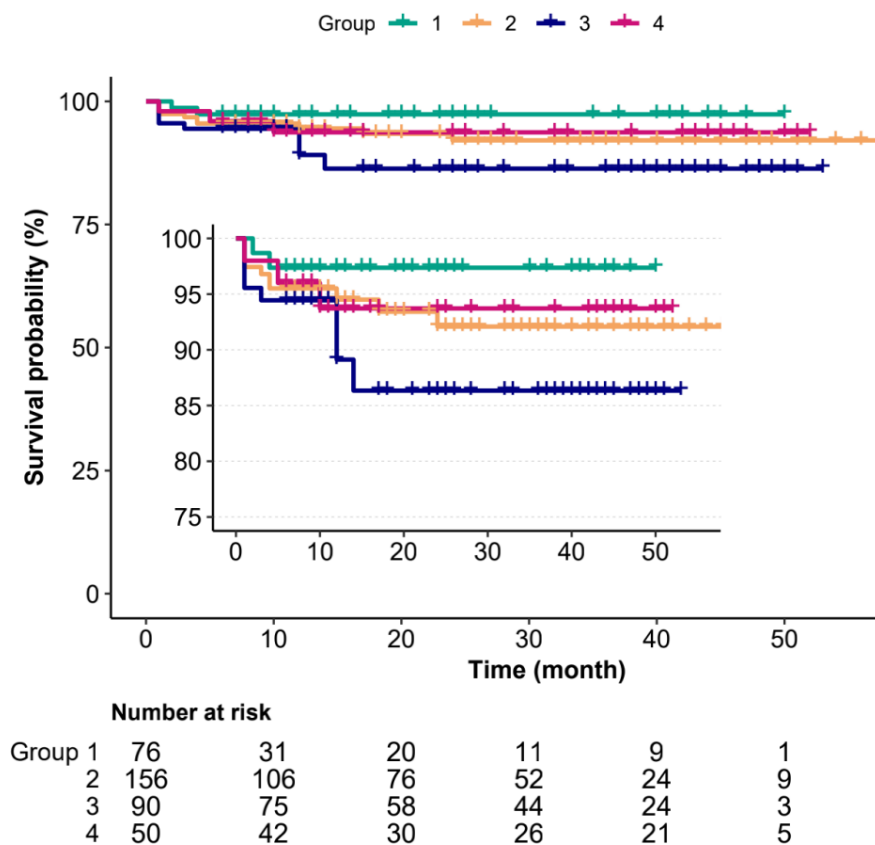 Group 1 2 3 4
Survival probability (%)
100
75
50
25
0
100
95
90
85
80
75
0 10 20 30 40 50
0 10 20 30 40 50
Time (month)
Number at risk
Group 1 76 31 20 11 9 1
2 156 106 76 52 24 9
3 90 75 58 44 24 3
4 50 42 30 26 21 5